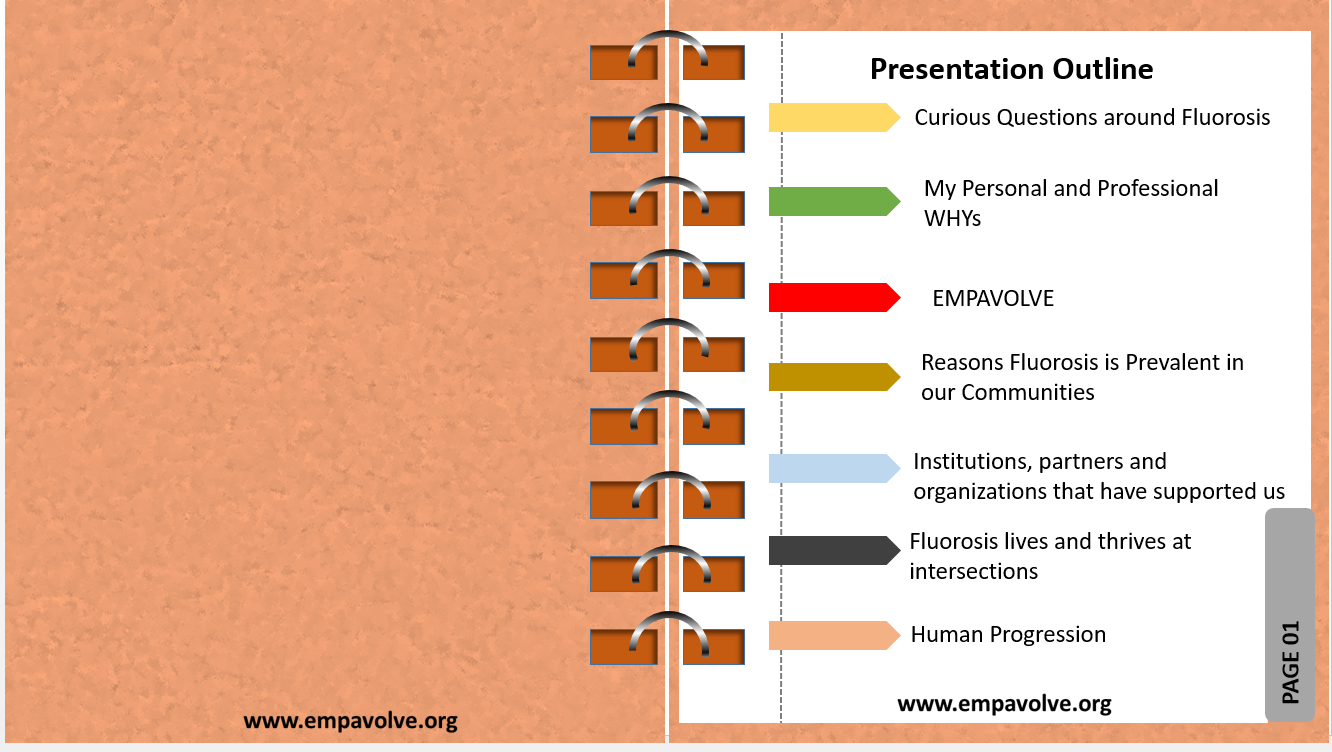 Presentation Outline
Curious Questions around Fluorosis
My Personal and Professional
WHYs
EMPAVOLVE
Reasons Fluorosis is Prevalent in
our Communities
Institutions, partners and
organizations that have supported us
Fluorosis lives and thrives at
intersections
Human Progression
PAGE 01
www.empavolve.org
www.empavolve.org